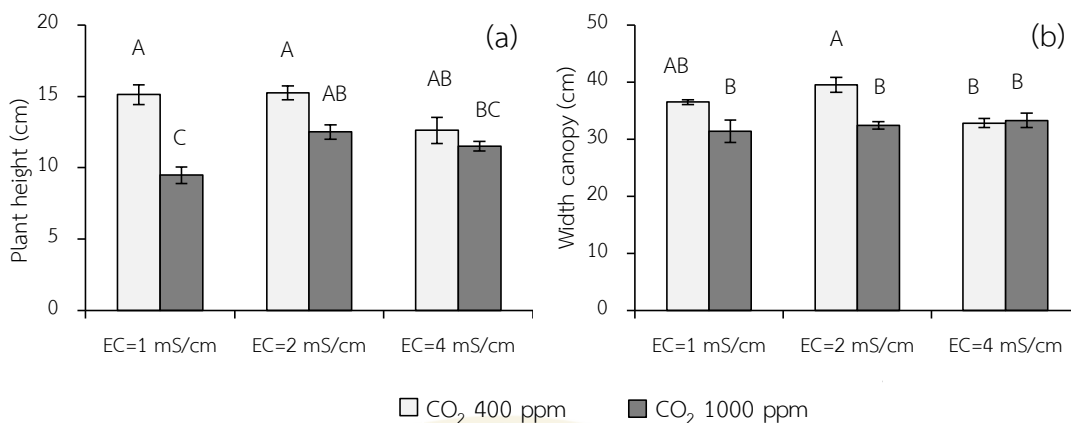 (a)
Plant height (cm)
20
15
10
5
0
A
C
A
AB
AB
BC
EC=1 mS/cm EC=2 mS/cm EC=4 mS/cm
(b)
Width canopy (cm)
50
40
30
20
10
0
AB
B
A
B
B
B
EC=1 mS/cm EC=2 mS/cm EC=4 mS/cm
CO₂ 400 ppm CO₂ 1000 ppm